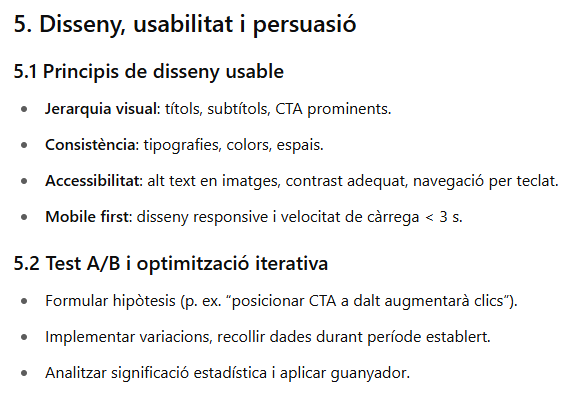 5. Disseny, usabilitat i persuasió
5.1 Principis de disseny usable
• Jerarquia visual: títols, subtítols, CTA prominents.
• Consistència: tipografies, colors, espais.
• Accessibilitat: alt text en imatges, contrast adequat, navegació per teclat.
• Mobile first: disseny responsive i velocitat de càrrega < 3 s.
5.2 Test A/B i optimització iterativa
• Formular hipòtesis (p. ex. “posicionar CTA a dalt augmentarà clics”).
• Implementar variacions, recollir dades durant període establert.
• Analitzar significació estadística i aplicar guanyador.